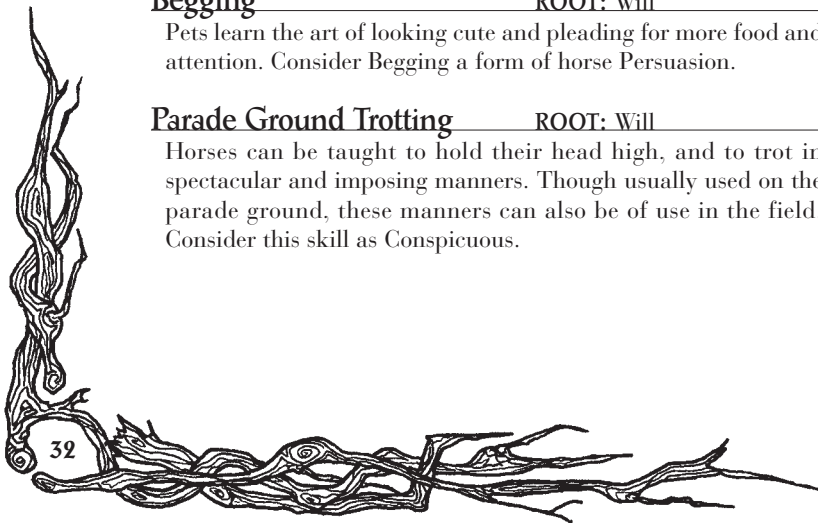 Begging ROOT: Will
Pets learn the art of looking cute and pleading for more food and
attention. Consider Begging a form of horse Persuasion.
Parade Ground Trotting ROOT: Will
Horses can be taught to hold their head high, and to trot in
spectacular and imposing manners. Though usually used on the
parade ground, these manners can also be of use in the field
Consider this skill as Conspicuous.
32